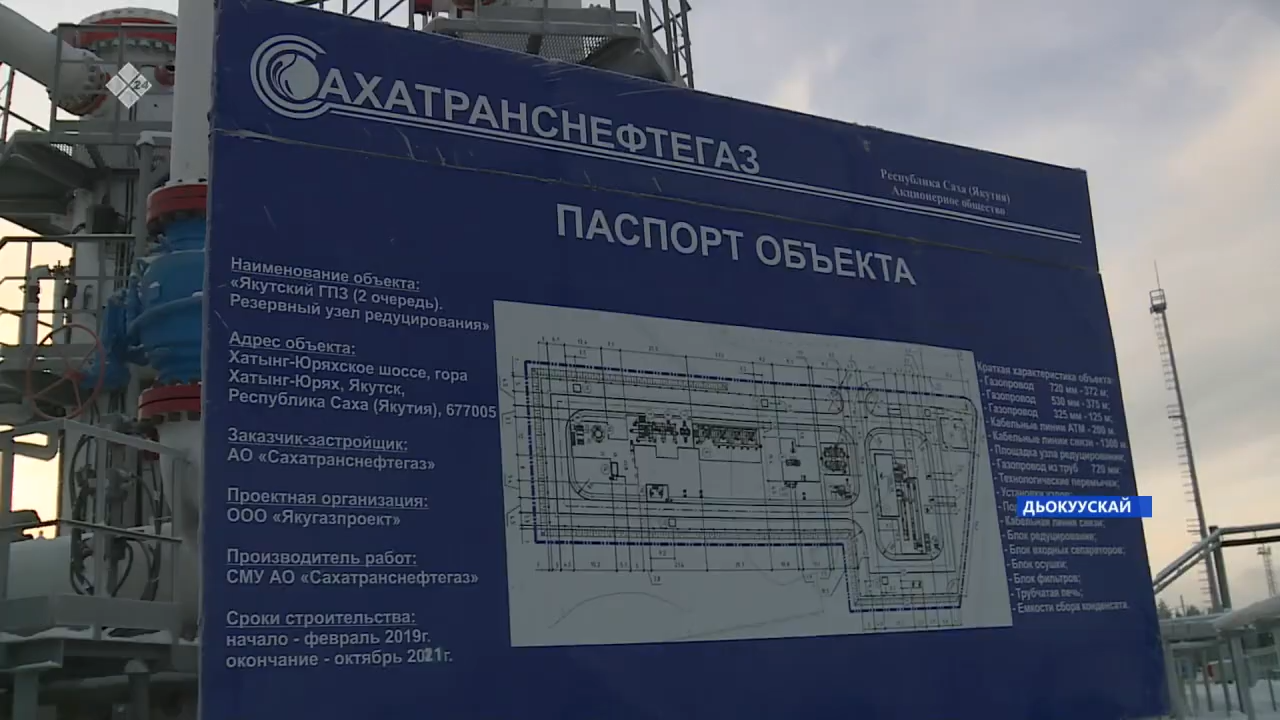 24
САХАТРАНСНЕФТЕГАЗ
Республика Саха (Якутия)
Акционерное общество
ПАСПОРТ ОБЪЕКТА
Наименование объекта:
«Якутский ГПЗ (2 очередь).
Резервный узел редуцирования»
Адрес объекта:
Хатынг-Юряхское шоссе, гора
Хатынг-Юрях, Якутск,
Республика Саха (Якутия), 677005
Заказчик-застройщик:
АО «Сахатранснефтегаз»
Проектная организация:
ООО «Якугазпроект»
Производитель работ:
СМУ АО «Сахатранснефтегаз»
Сроки строительства:
начало - февраль 2019г.
окончание - октябрь 2021г.
Краткая характеристика объекта:
- Газопровод 720 мм - 372 м;
- Газопровод 530 мм - 375 м;
- Газопровод 325 мм - 125 м;
- Кабельные линии АТМ - 200 м.
- Кабельные линии связи - 1300 м.
- Площадка узла редуцирования;
- Газопровод из труб 720 мм;
- Технологические перемычки;
- Установки
ДЬОКУУСКАЙ
- Кабельная линия связи;
- Блок редуцирования;
- Блок входных сепараторов;
- Блок осушки;
- Блок фильтров;
- Трубчатая печь;
- Емкости сбора конденсата.